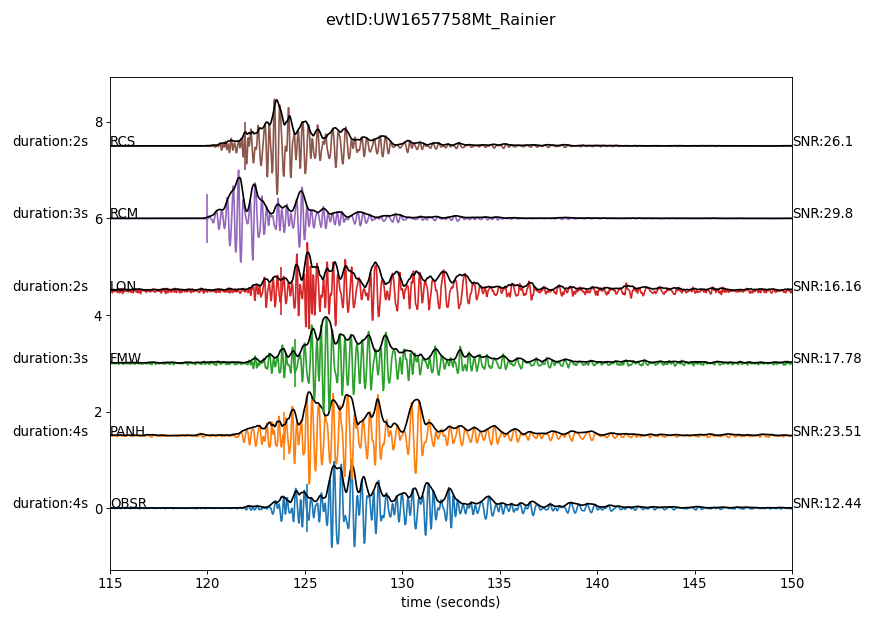 evtID:UW1657758Mt_Rainier
8
duration:2s RCS SNR:26.1
duration:3s RCM SNR:29.8
6
duration:2s LON SNR:16.16
4
duration:3s FMW SNR:17.78
2
duration:4s PANH SNR:23.51
duration:4s OBSR SNR:12.44
0
115 120 125 130 135 140 145 150
time (seconds)